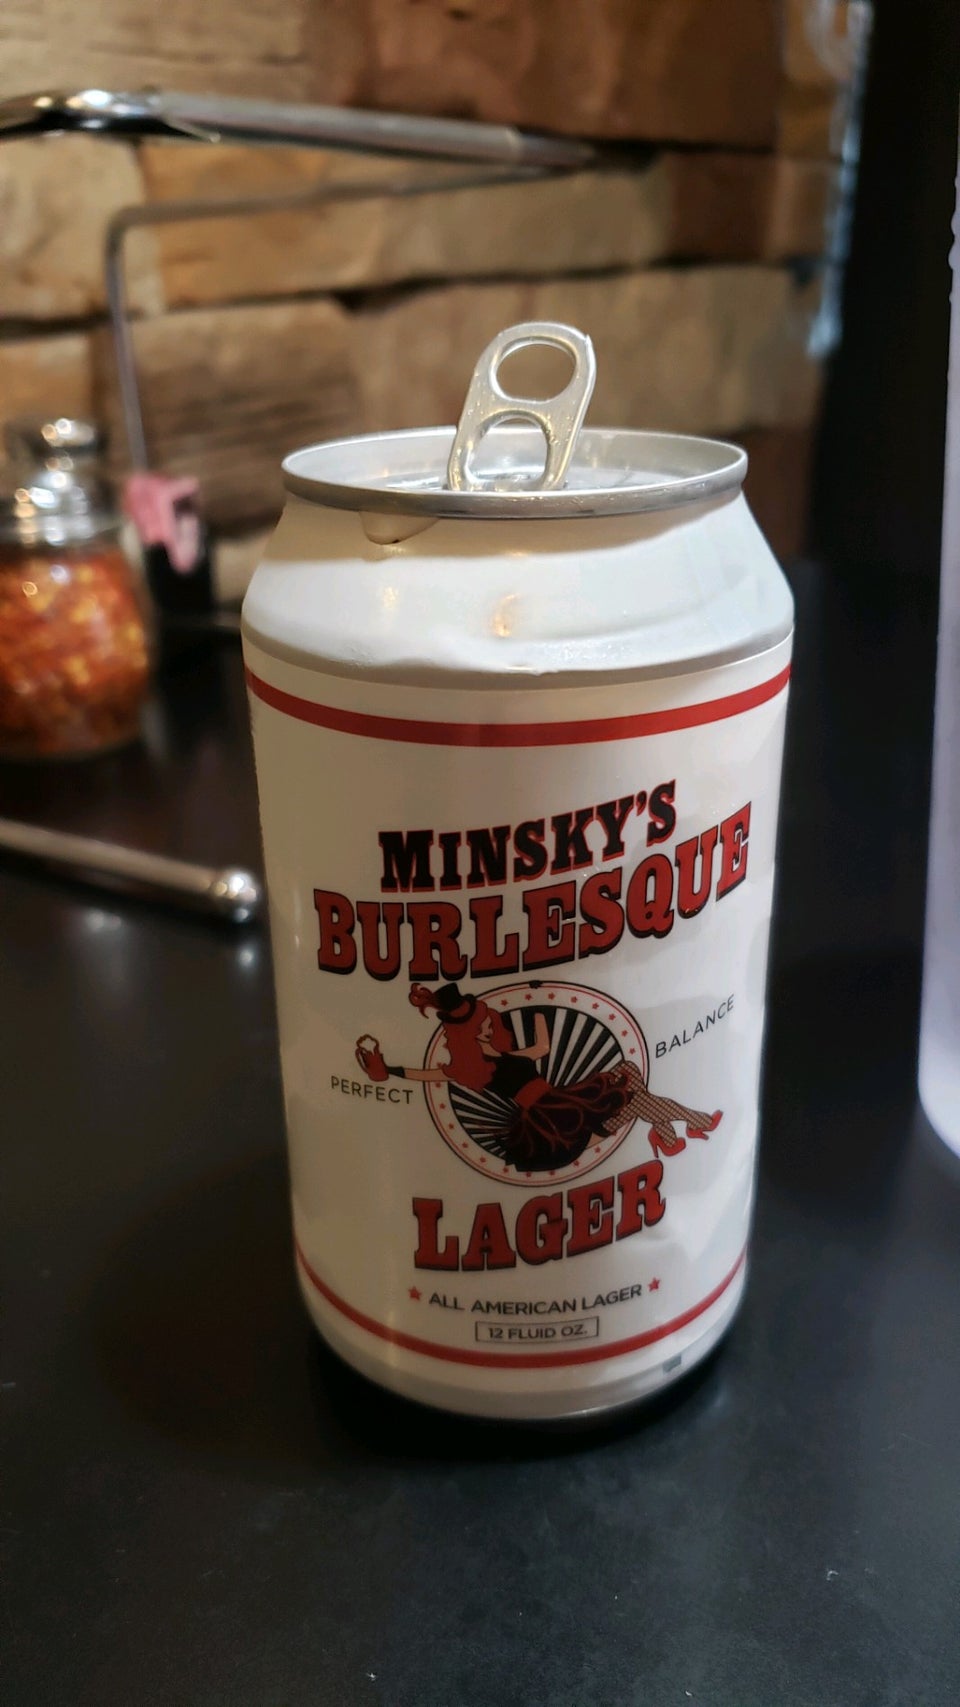 MINSKY'S
BURLESQUE
PERFECT
BALANCE
LAGER
ALL AMERICAN LAGER
12 FLUID OZ.